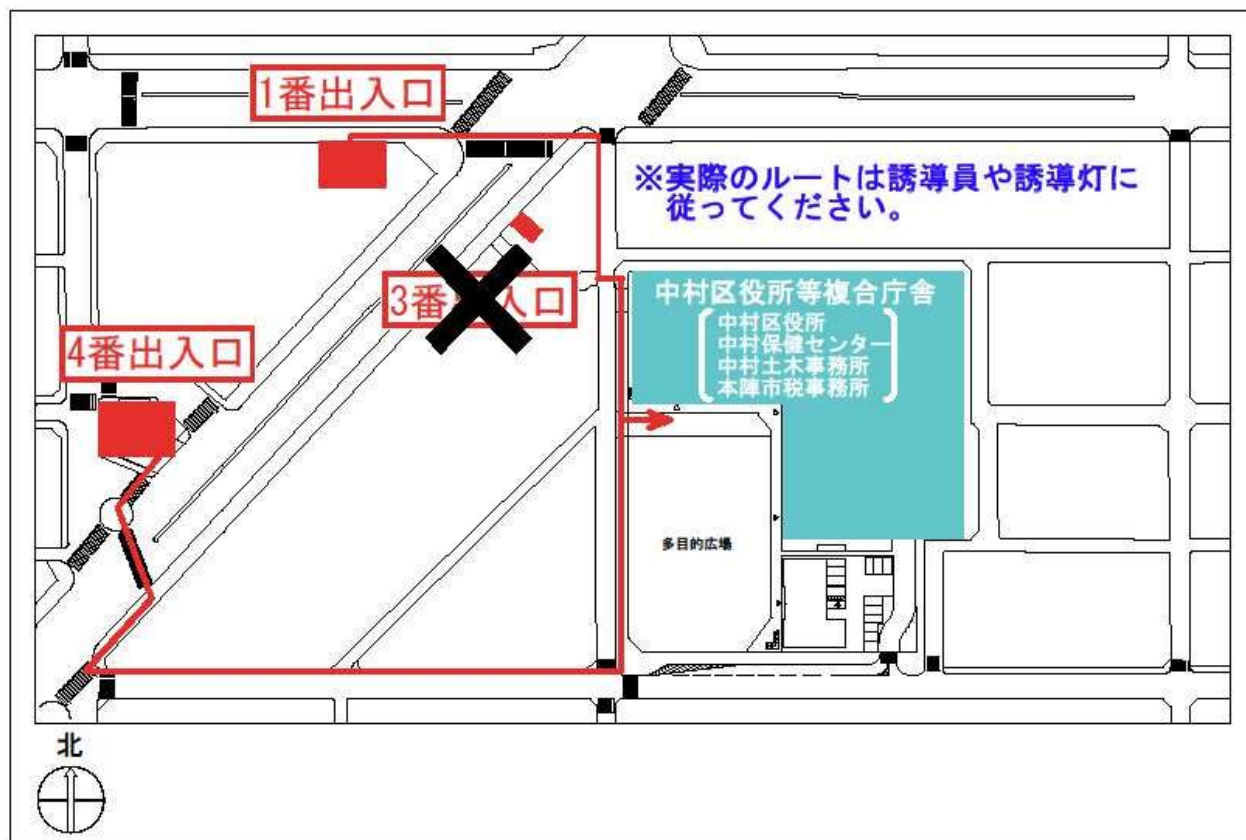 1番出入口
※実際のルートは誘導員や誘導灯に
従ってください。
3番出入口
中村区役所等複合庁舎
中村区役所
中村保健センター
中村土木事務所
本陣市税事務所
4番出入口
多目的広場
北